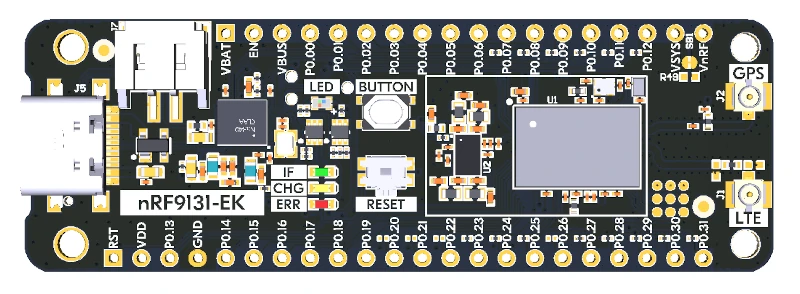 VBAT EN VBUS P0.00 P0.01 P0.02 P0.03 P0.04 P0.05 P0.06 P0.07 P0.08 P0.09 P0.10 P0.11 P0.12 VSYS SB1 VnRF
J5
LED
BUTTON
R49
GPS
J2
U1
U2
IF
CHG
ERR
RESET
nRF9131-EK
J1
LTE
RST VDD P0.13 GND P0.14 P0.15 P0.16 P0.17 P0.18 P0.19 P0.20 P0.21 P0.22 P0.23 P0.24 P0.25 P0.26 P0.27 P0.28 P0.29 P0.30 P0.31